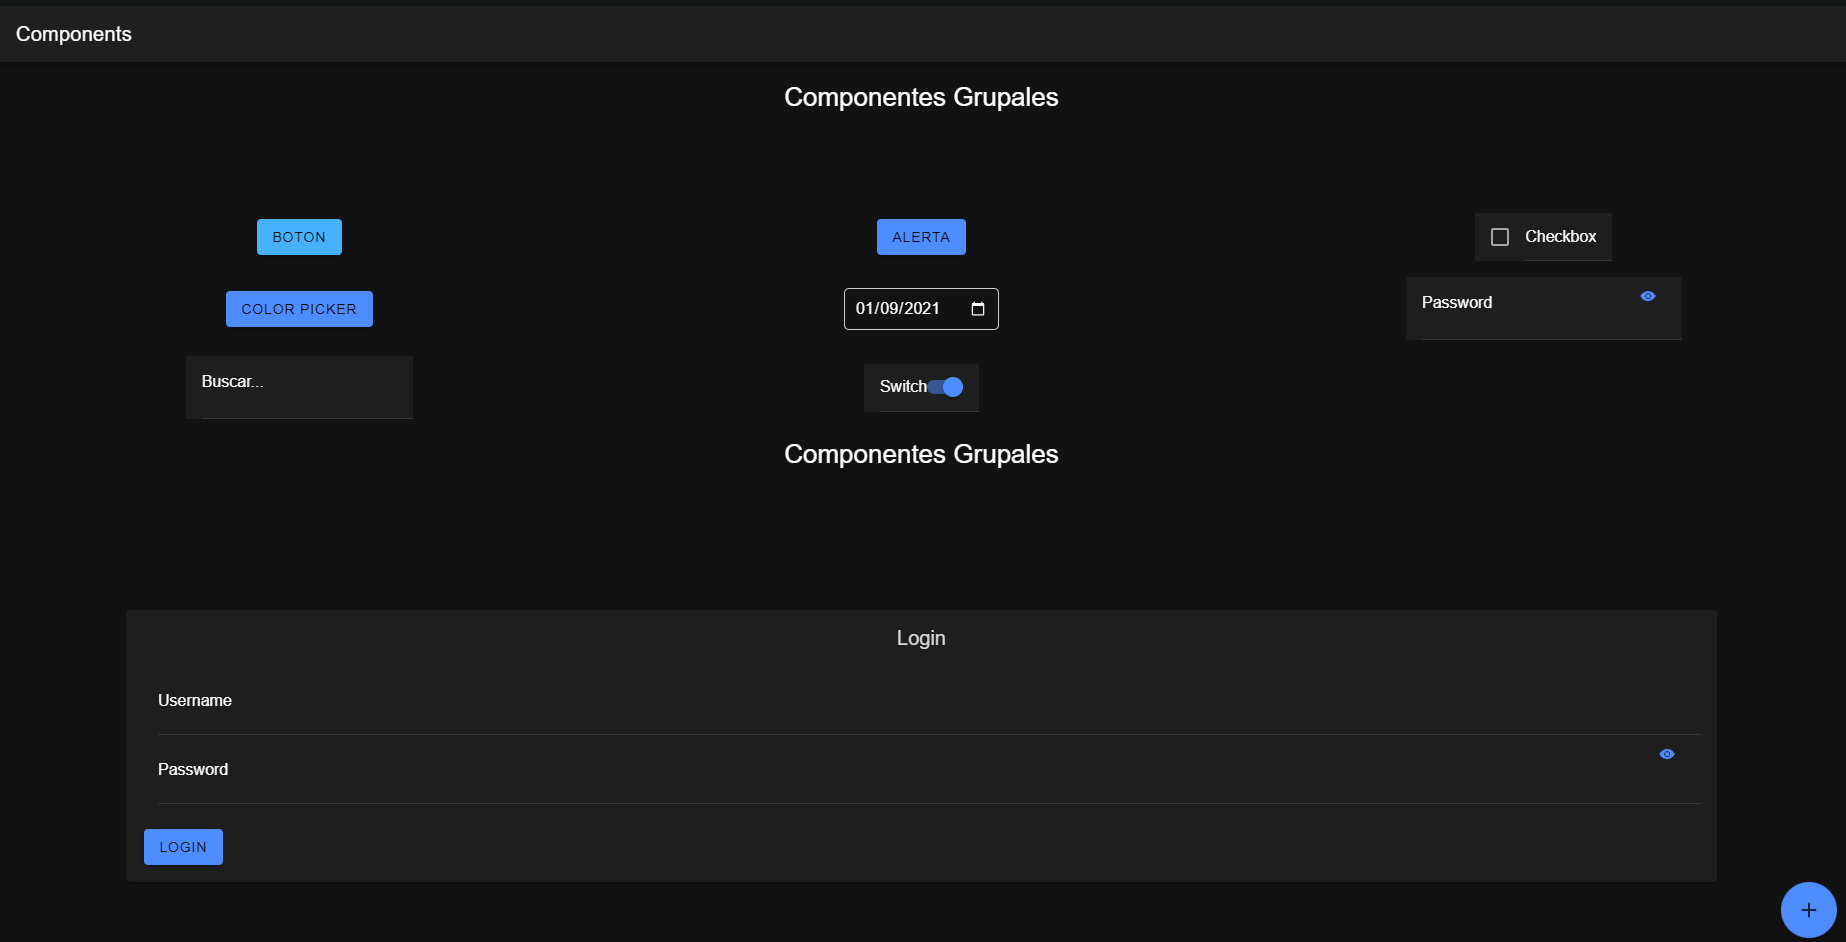 Components
Componentes Grupales
BOTON
ALERTA
Checkbox
COLOR PICKER
01/09/2021
Password
Buscar...
Switch
Componentes Grupales
Login
Username
Password
LOGIN
+